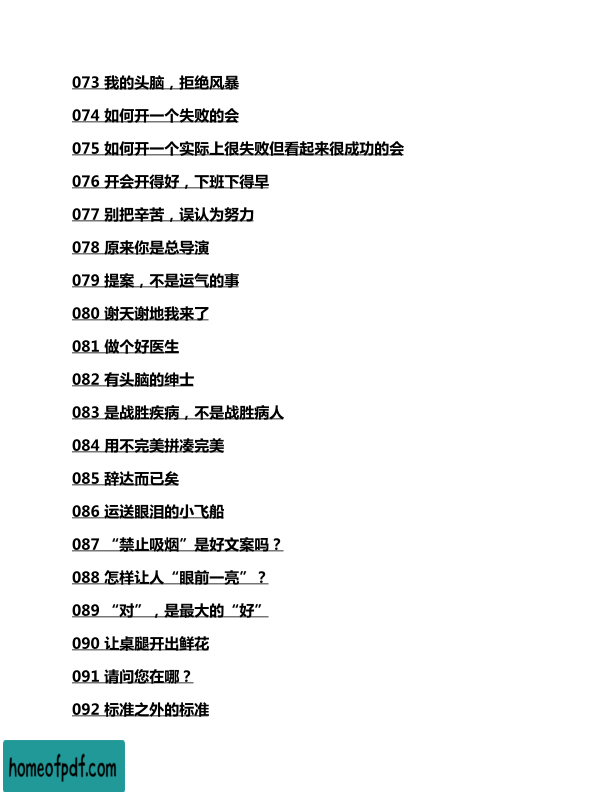 073 我的头脑，拒绝风暴
074 如何开一个失败的会
075 如何开一个实际上很失败但看起来很成功的会
076 开会开得好，下班下得早
077 别把辛苦，误认为努力
078 原来你是总导演
079 提案，不是运气的事
080 谢天谢地我来了
081 做个好医生
082 有头脑的绅士
083 是战胜疾病，不是战胜病人
084 用不完美拼凑完美
085 辞达而已矣
086 运送眼泪的小飞船
087 “禁止吸烟”是好文案吗？
088 怎样让人“眼前一亮”？
089 “对”，是最大的“好”
090 让桌腿开出鲜花
091 请问您在哪？
092 标准之外的标准
homeofpdf.com